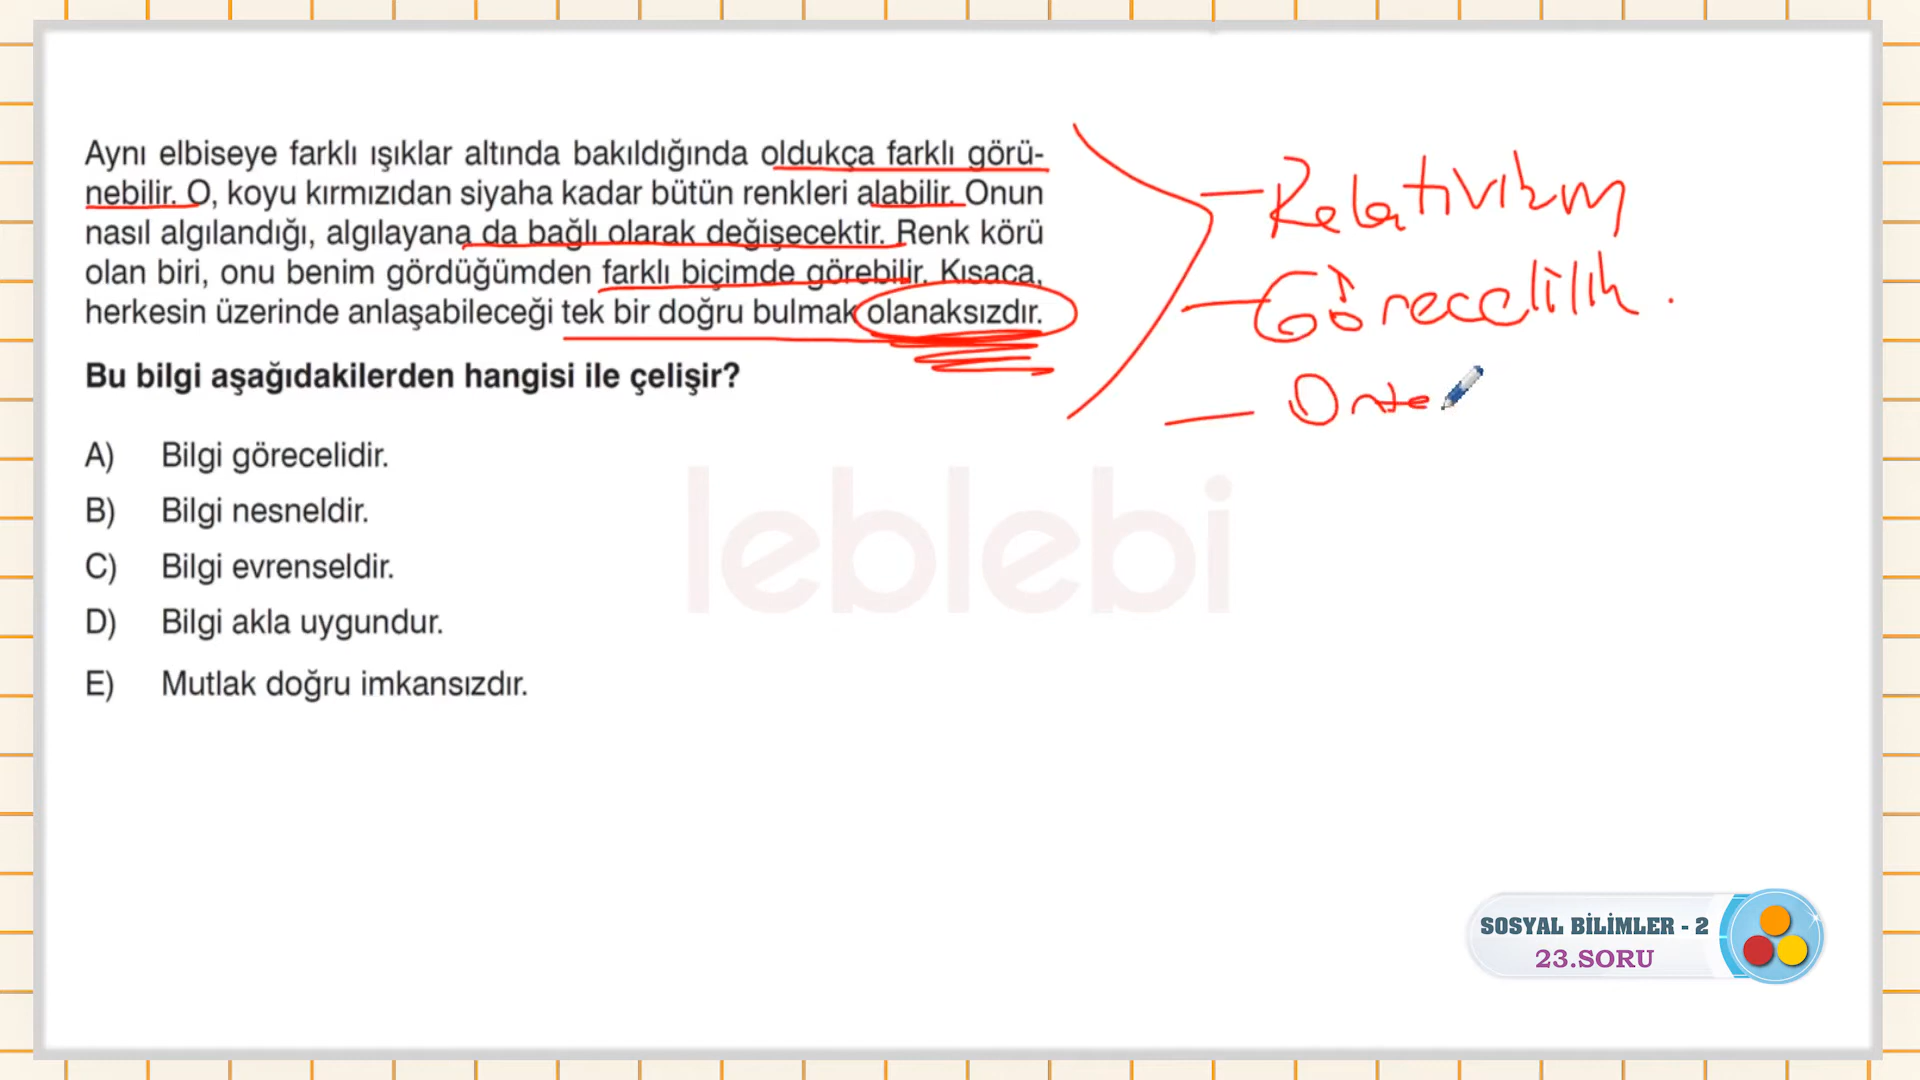 Aynı elbiseye farklı ışıklar altında bakıldığında oldukça farklı görü-
nebilir. O, koyu kırmızıdan siyaha kadar bütün renkleri alabilir. Onun
nasıl algılandığı, algılayana da bağlı olarak değişecektir. Renk körü
olan biri, onu benim gördüğümden farklı biçimde görebilir. Kısaca,
herkesin üzerinde anlaşabileceği tek bir doğru bulmak olanaksızdır.
Bu bilgi aşağıdakilerden hangisi ile çelişir?
A) Bilgi görecelidir.
B) Bilgi nesneldir.
C) Bilgi evrenseldir.
D) Bilgi akla uygundur.
E) Mutlak doğru imkansızdır.
— Relativizm
— Görecelilik .
leblebi
SOSYAL BİLİMLER - 2
23.SORU